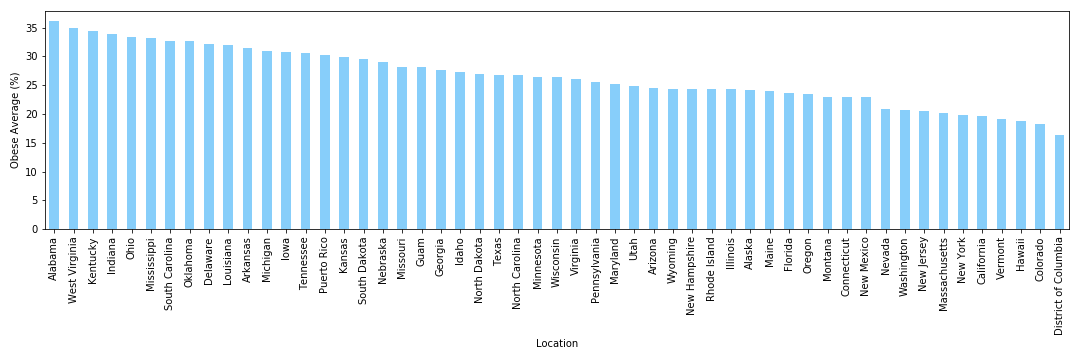 Obese Average (%)
35
30
25
20
15
10
5
0
Alabama
West Virginia
Kentucky
Indiana
Ohio
Mississippi
South Carolina
Oklahoma
Delaware
Louisiana
Arkansas
Michigan
Iowa
Tennessee
Puerto Rico
Kansas
South Dakota
Nebraska
Missouri
Guam
Georgia
Idaho
North Dakota
Texas
North Carolina
Minnesota
Wisconsin
Virginia
Pennsylvania
Maryland
Utah
Arizona
Wyoming
New Hampshire
Rhode Island
Illinois
Alaska
Maine
Florida
Oregon
Montana
Connecticut
New Mexico
Nevada
Washington
New Jersey
Massachusetts
New York
California
Vermont
Hawaii
Colorado
District of Columbia
Location